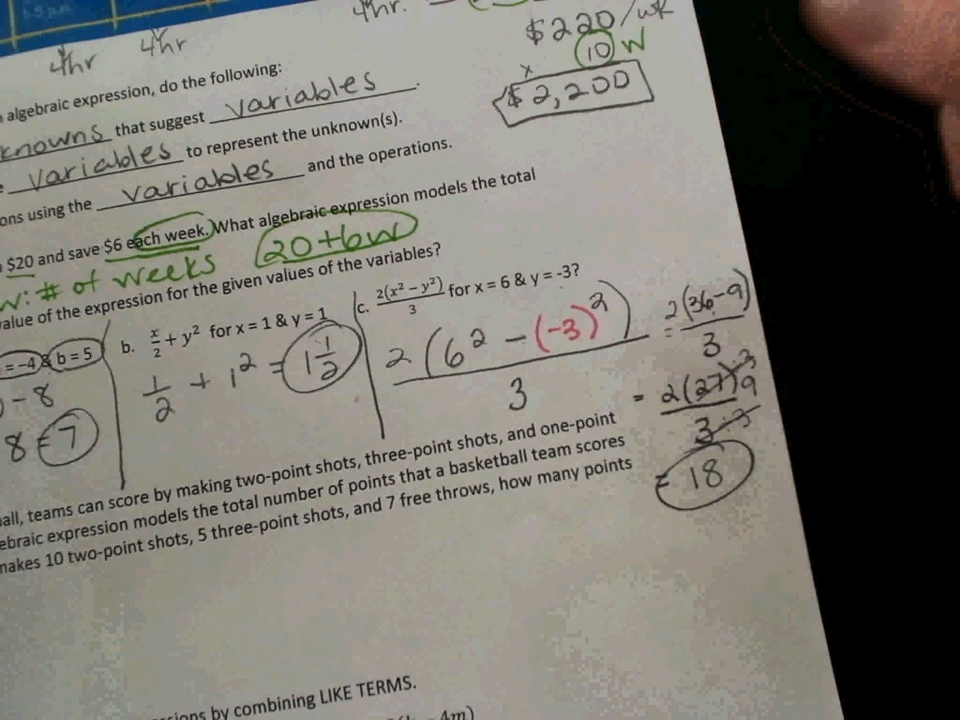 4hr.
4hr 4hr
$220/wk
x 10 W
$2,200
algebraic expression, do the following:
knowns that suggest variables.
variables to represent the unknown(s).
ons using the variables and the operations.
$20 and save $6 each week. What algebraic expression models the total
w: # of weeks 20+6w
alue of the expression for the given values of the variables?
= -4 & b = 5
- 8
8 = 7
b. x/2 + y² for x = 1 & y = 1
1/2 + 1² = 1 1/2
c. 2(x² − y²)/3 for x = 6 & y = -3?
2(6² − (-3)²)/3 = 2(36-9)/3
= 2(27)9/3
= 18
ball, teams can score by making two-point shots, three-point shots, and one-point
ebraic expression models the total number of points that a basketball team scores
makes 10 two-point shots, 5 three-point shots, and 7 free throws, how many points
sions by combining LIKE TERMS.
4m)